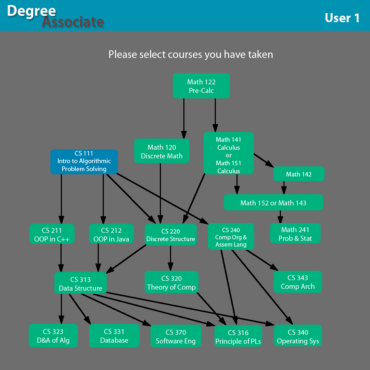 Degree
Associate
User 1
Please select courses you have taken
Math 122
Pre-Calc
Math 120
Discrete Math
Math 141
Calculus
or
Math 151
Calculus
CS 111
Intro to Algorithmic
Problem Solving
Math 142
Math 152 or Math 143
CS 211
OOP in C++
CS 212
OOP in Java
CS 220
Discrete Structure
CS 240
Comp Org &
Assem Lang
Math 241
Prob & Stat
CS 313
Data Structure
CS 320
Theory of Comp
CS 343
Comp Arch
CS 323
D&A of Alg
CS 331
Database
CS 370
Software Eng
CS 316
Principle of PLs
CS 340
Operating Sys